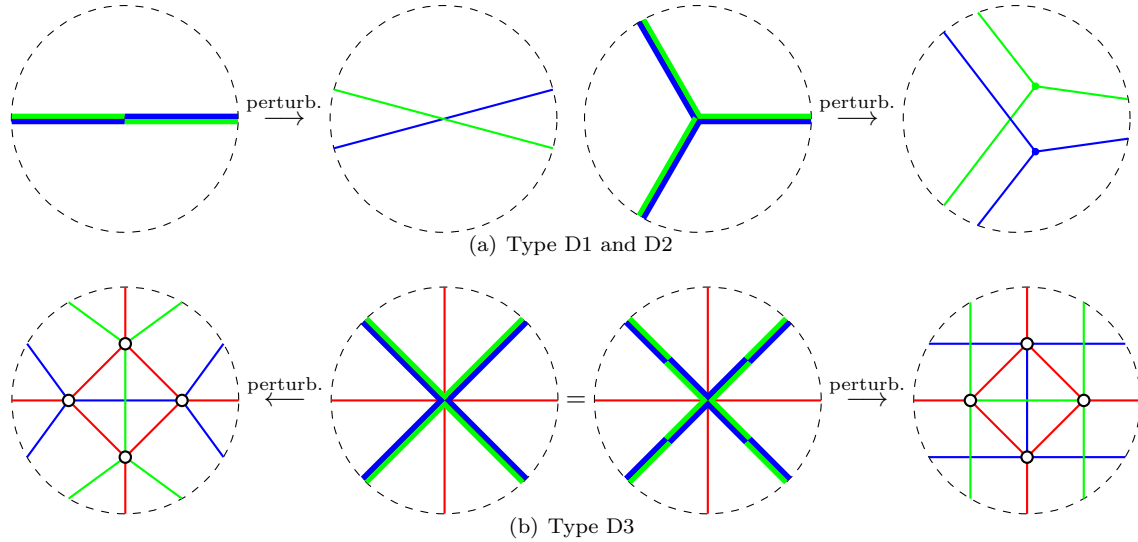 perturb. ⟶ perturb. ⟶
(a) Type D1 and D2
perturb. ⟵ = perturb. ⟶
(b) Type D3